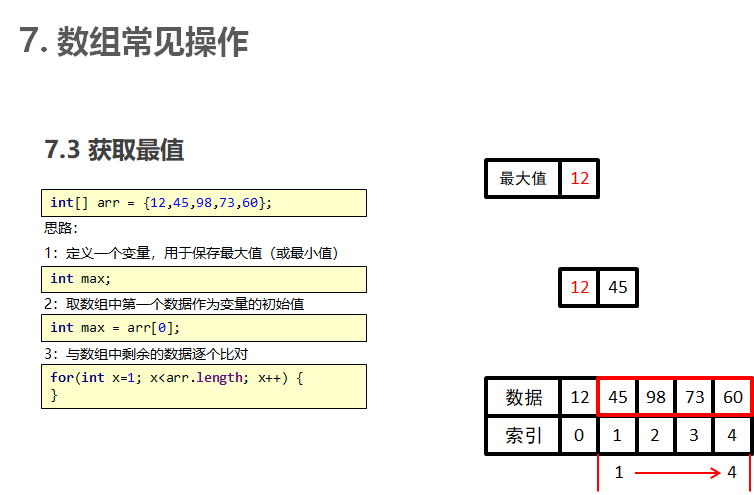 7. 数组常见操作
7.3 获取最值
int[] arr = {12,45,98,73,60};
思路：
1：定义一个变量，用于保存最大值（或最小值）
int max;
2：取数组中第一个数据作为变量的初始值
int max = arr[0];
3：与数组中剩余的数据逐个比对
for(int x=1; x<arr.length; x++) {
}
最大值 12
12 45
数据 12 45 98 73 60
索引 0 1 2 3 4
1 4